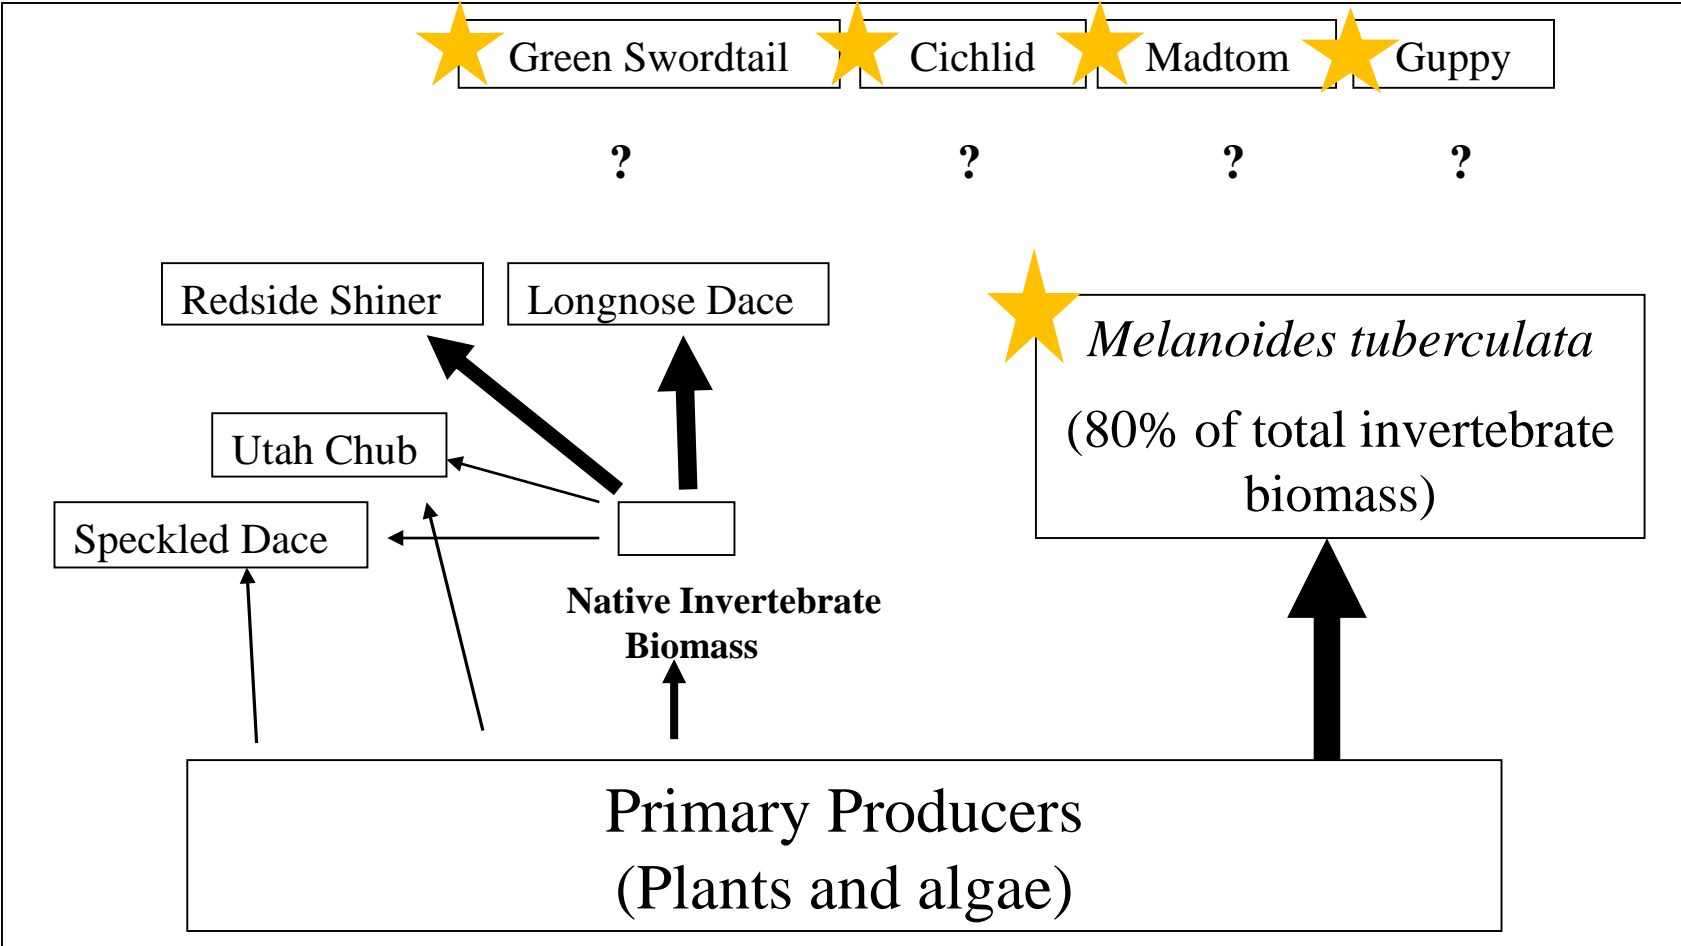 Green Swordtail Cichlid Madtom Guppy
? ? ? ?
Redside Shiner Longnose Dace
Melanoides tuberculata
(80% of total invertebrate
biomass)
Utah Chub
Speckled Dace
Native Invertebrate
Biomass
Primary Producers
(Plants and algae)